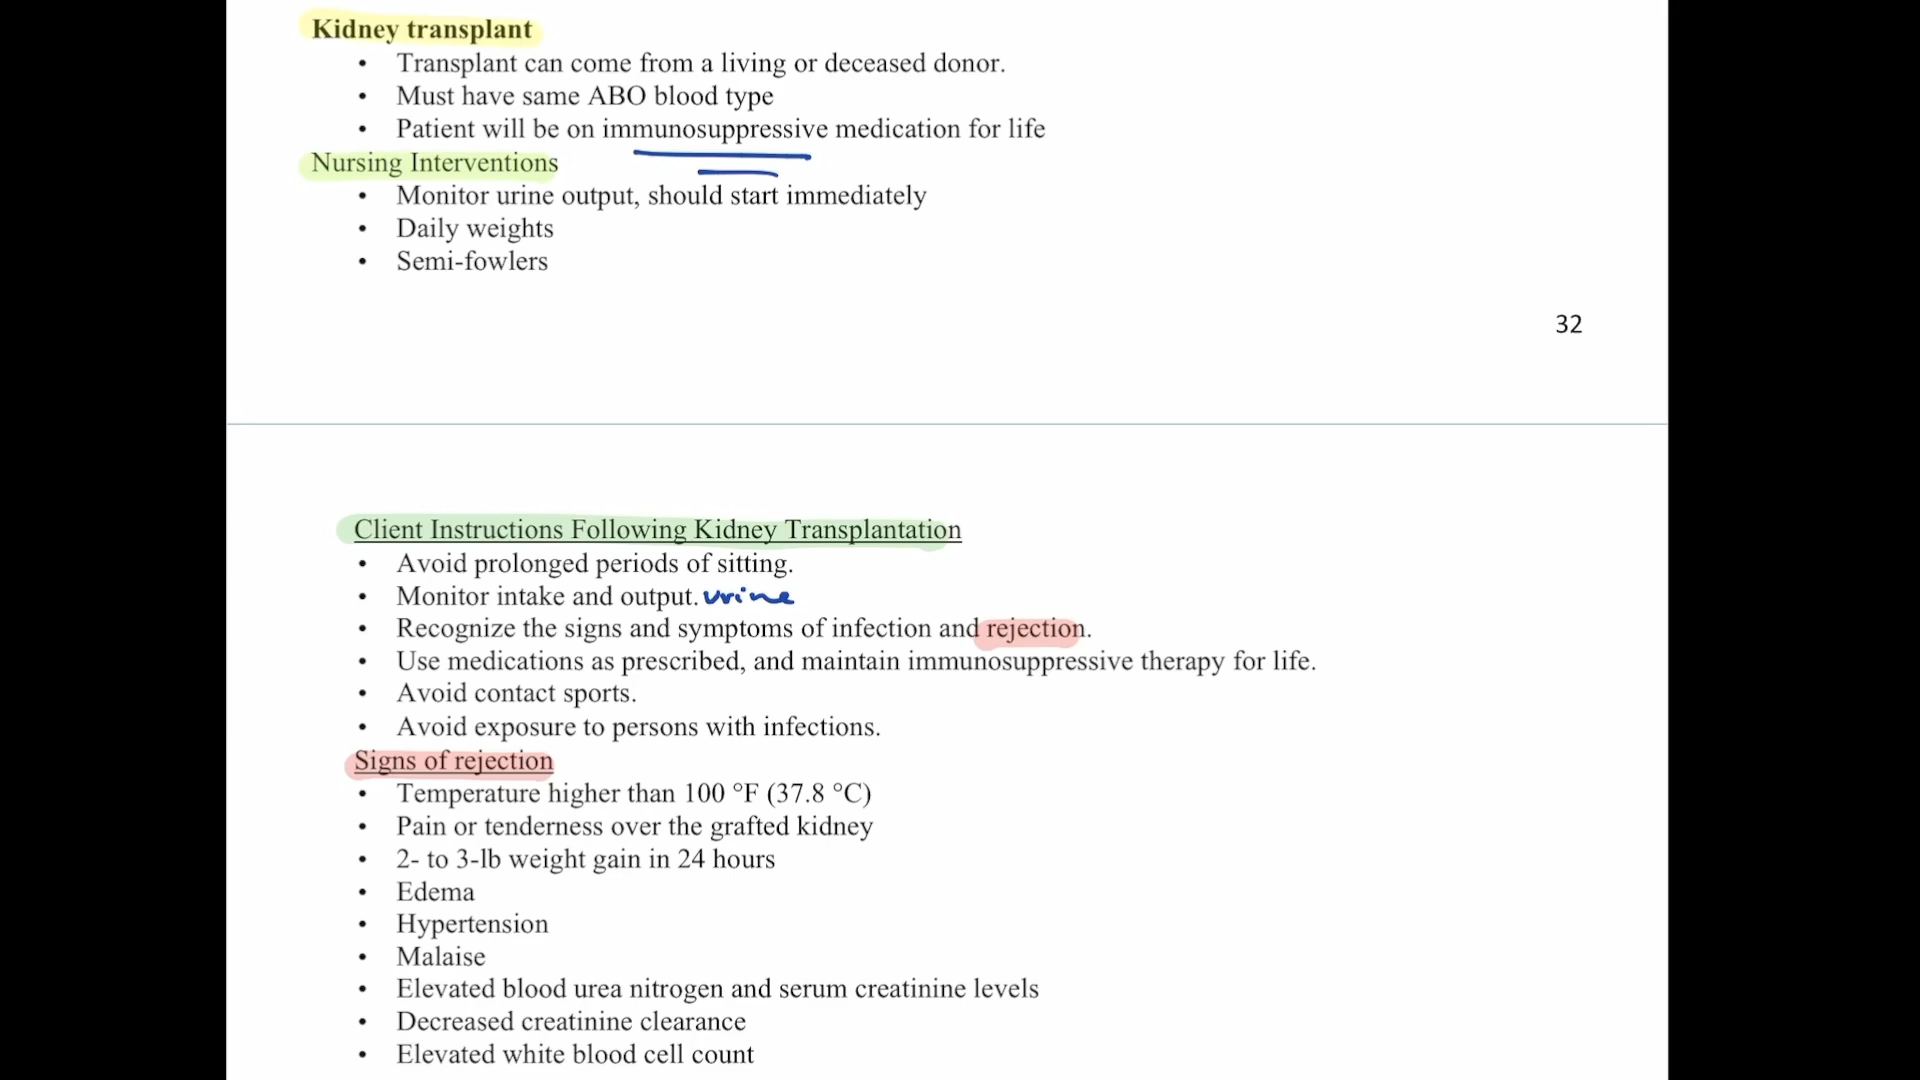 Kidney transplant
• Transplant can come from a living or deceased donor.
• Must have same ABO blood type
• Patient will be on immunosuppressive medication for life
Nursing Interventions
• Monitor urine output, should start immediately
• Daily weights
• Semi-fowlers
32
Client Instructions Following Kidney Transplantation
• Avoid prolonged periods of sitting.
• Monitor intake and output. urine
• Recognize the signs and symptoms of infection and rejection.
• Use medications as prescribed, and maintain immunosuppressive therapy for life.
• Avoid contact sports.
• Avoid exposure to persons with infections.
Signs of rejection
• Temperature higher than 100 °F (37.8 °C)
• Pain or tenderness over the grafted kidney
• 2- to 3-lb weight gain in 24 hours
• Edema
• Hypertension
• Malaise
• Elevated blood urea nitrogen and serum creatinine levels
• Decreased creatinine clearance
• Elevated white blood cell count